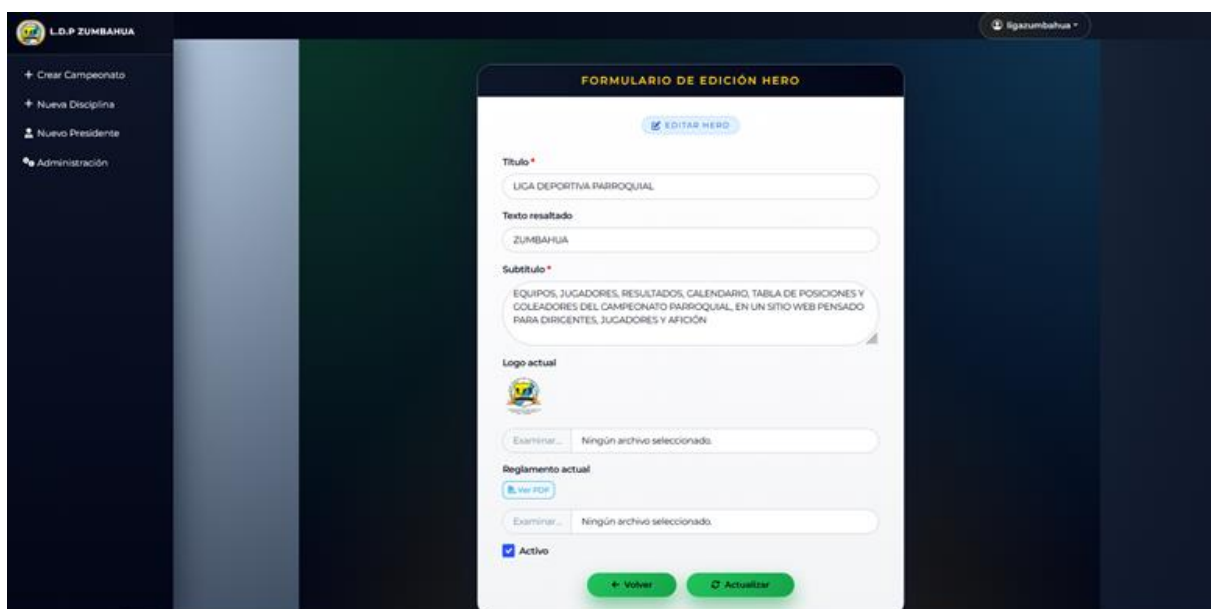 L.D.P ZUMBAHUA
ligazumbahua
+ Crear Campeonato
+ Nueva Disciplina
Nuevo Presidente
Administración
FORMULARIO DE EDICIÓN HERO
EDITAR HERO
Título *
LIGA DEPORTIVA PARROQUIAL
Texto resaltado
ZUMBAHUA
Subtítulo *
EQUIPOS, JUGADORES, RESULTADOS, CALENDARIO, TABLA DE POSICIONES Y
GOLEADORES DEL CAMPEONATO PARROQUIAL, EN UN SITIO WEB PENSADO
PARA DIRIGENTES, JUGADORES Y AFICIÓN
Logo actual
Examinar... Ningún archivo seleccionado.
Reglamento actual
Ver PDF
Examinar... Ningún archivo seleccionado.
Activo
← Volver
Actualizar